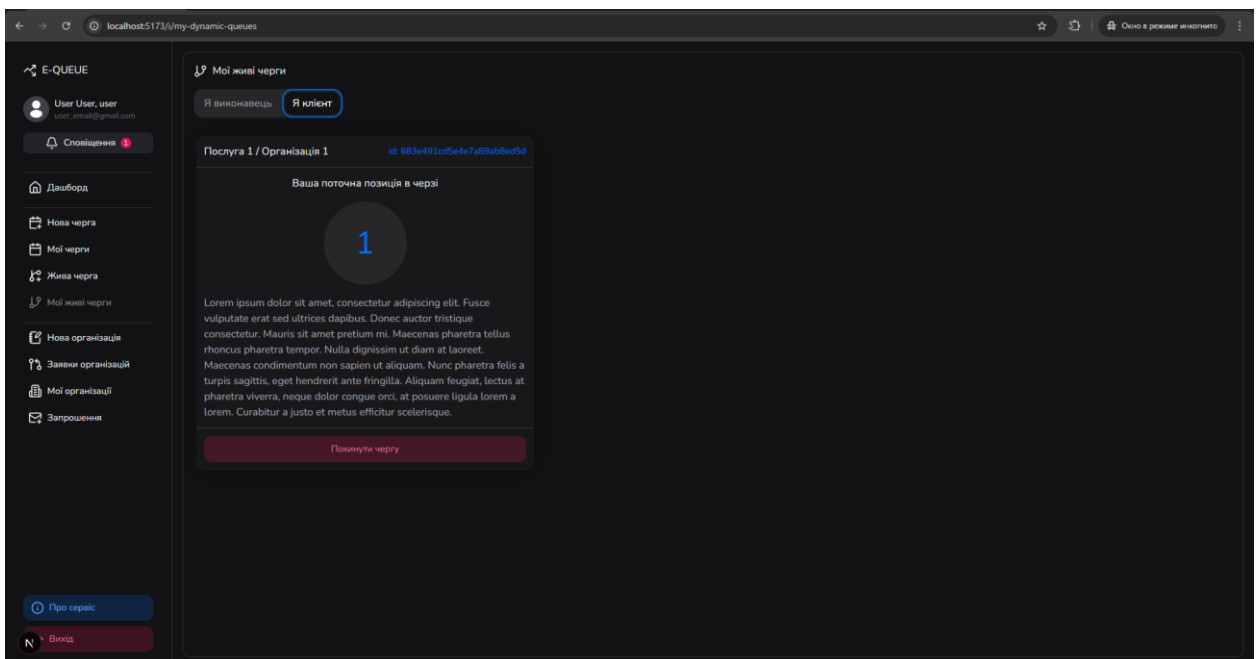 localhost:5173/i/my-dynamic-queues
Окно в режиме инкогнито
E-QUEUE
User User, user
user_email@gmail.com
Сповіщення 1
Дашборд
Нова черга
Мої черги
Жива черга
Мої живі черги
Нова організація
Заявки організацій
Мої організації
Запрошення
Про сервіс
N Вихід
Мої живі черги
Я виконавець Я клієнт
Послуга 1 / Організація 1 id: 683e491cd5e4e7a89ab8ed5d
Ваша поточна позиція в черзі
1
Lorem ipsum dolor sit amet, consectetur adipiscing elit. Fusce
vulputate erat sed ultrices dapibus. Donec auctor tristique
consectetur. Mauris sit amet pretium mi. Maecenas pharetra tellus
rhoncus pharetra tempor. Nulla dignissim ut diam at laoreet.
Maecenas condimentum non sapien ut aliquam. Nunc pharetra felis a
turpis sagittis, eget hendrerit ante fringilla. Aliquam feugiat, lectus at
pharetra viverra, neque dolor congue orci, at posuere ligula lorem a
lorem. Curabitur a justo et metus efficitur scelerisque.
Покинути чергу